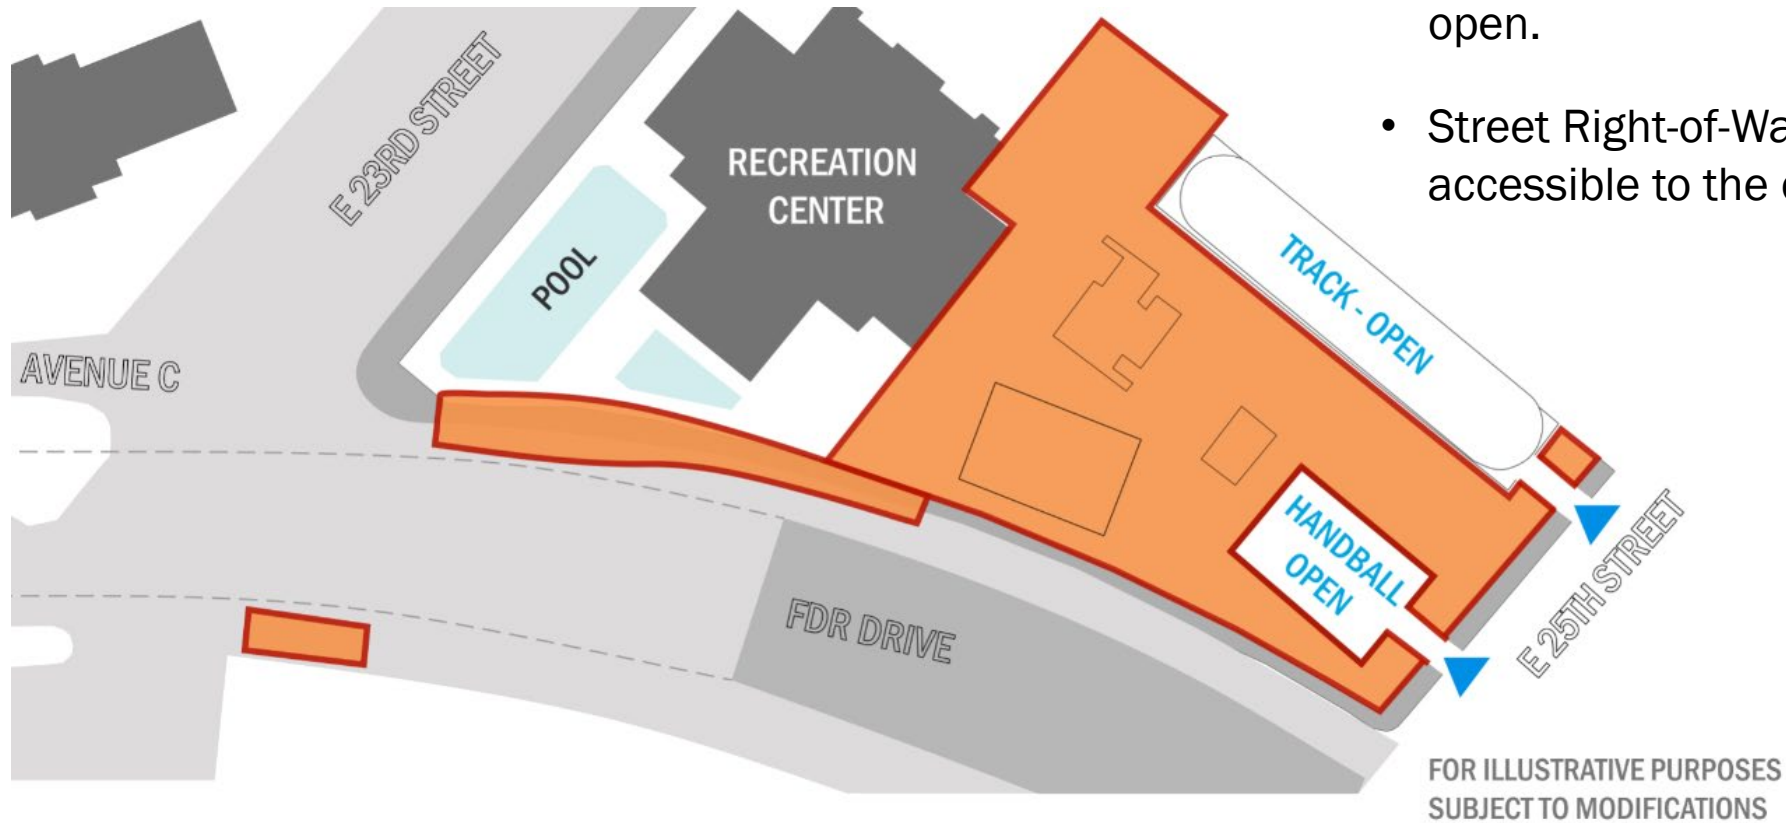 open.
• Street Right-of-Wa
accessible to the
E 23RD STREET
RECREATION
CENTER
POOL
TRACK - OPEN
AVENUE C
HANDBALL
OPEN
E 25TH STREET
FDR DRIVE
FOR ILLUSTRATIVE PURPOSES
SUBJECT TO MODIFICATIONS